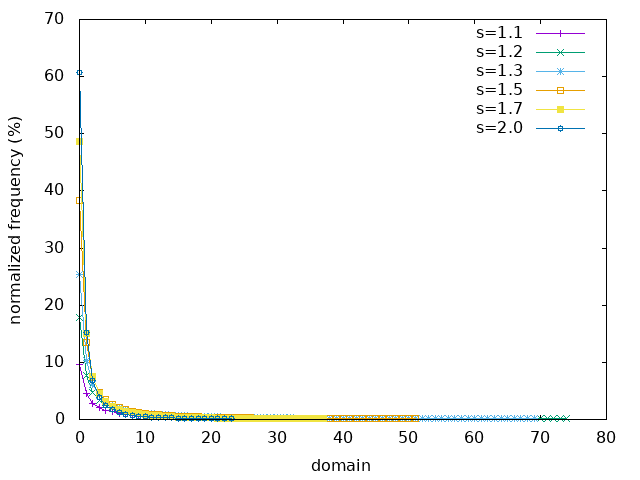 70
60
50
40
30
20
10
0
normalized frequency (%)
s=1.1
s=1.2
s=1.3
s=1.5
s=1.7
s=2.0
0 10 20 30 40 50 60 70 80
domain